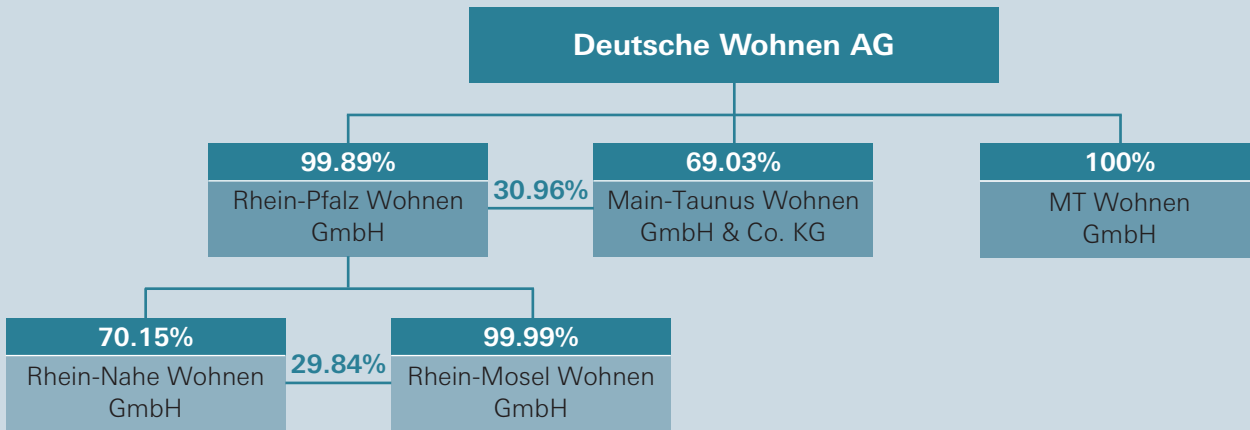 Deutsche Wohnen AG
99.89%
Rhein-Pfalz Wohnen
GmbH
30.96%
69.03%
Main-Taunus Wohnen
GmbH & Co. KG
100%
MT Wohnen
GmbH
70.15%
Rhein-Nahe Wohnen
GmbH
29.84%
99.99%
Rhein-Mosel Wohnen
GmbH